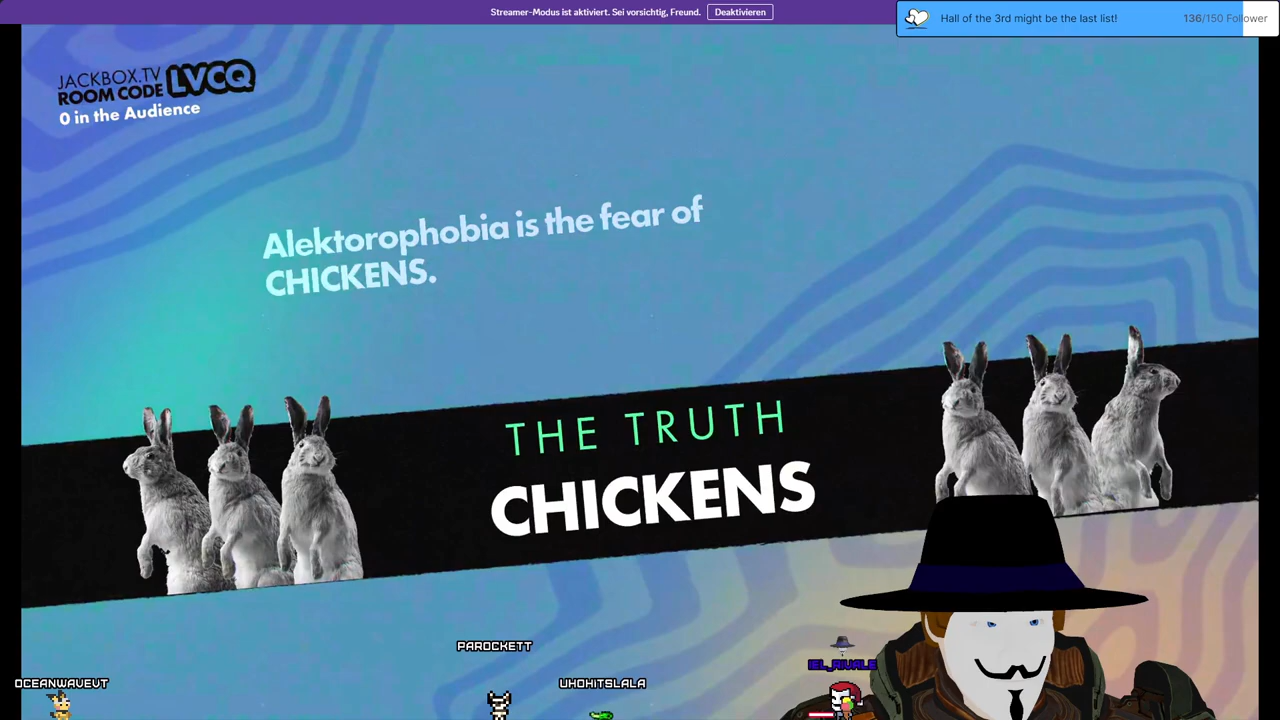 Streamer-Modus ist aktiviert. Sei vorsichtig, Freund. Deaktivieren
Hall of the 3rd might be the last list! 136/150 Follower
JACKBOX.TV
ROOM CODE LVCQ
0 in the Audience
Alektorophobia is the fear of
CHICKENS.
THE TRUTH
CHICKENS
PAROCKETT
OCEANWAVEVT
UHOHITSLALA